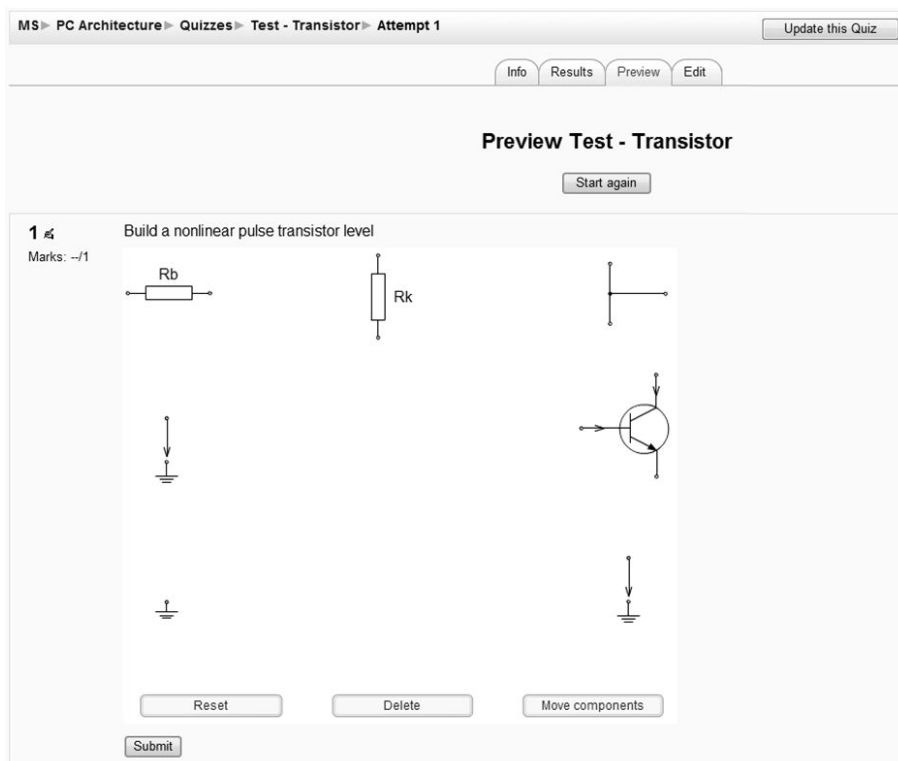 MS ▶ PC Architecture ▶ Quizzes ▶ Test - Transistor ▶ Attempt 1
Update this Quiz
Info Results Preview Edit
Preview Test - Transistor
Start again
1
Build a nonlinear pulse transistor level
Marks: --/1
Rb
Rk
Reset Delete Move components
Submit